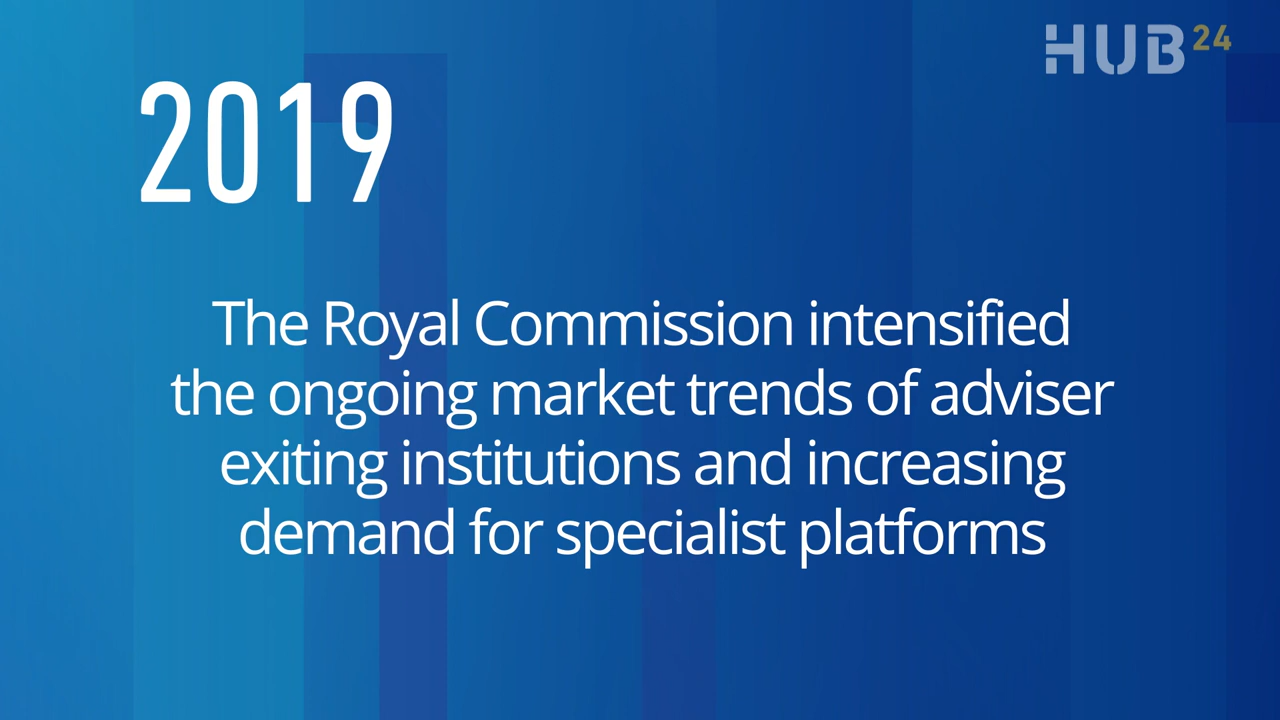 HUB24
2019
The Royal Commission intensified
the ongoing market trends of adviser
exiting institutions and increasing
demand for specialist platforms